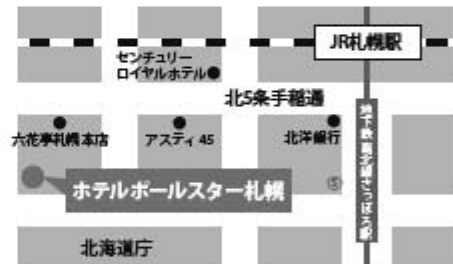 JR札幌駅
センチュリー
ロイヤルホテル
北5条手稲通
六花亭札幌本店
アスティ45
北洋銀行
地下鉄南北線さっぽろ駅
⑤
ホテルポールスター札幌
北海道庁